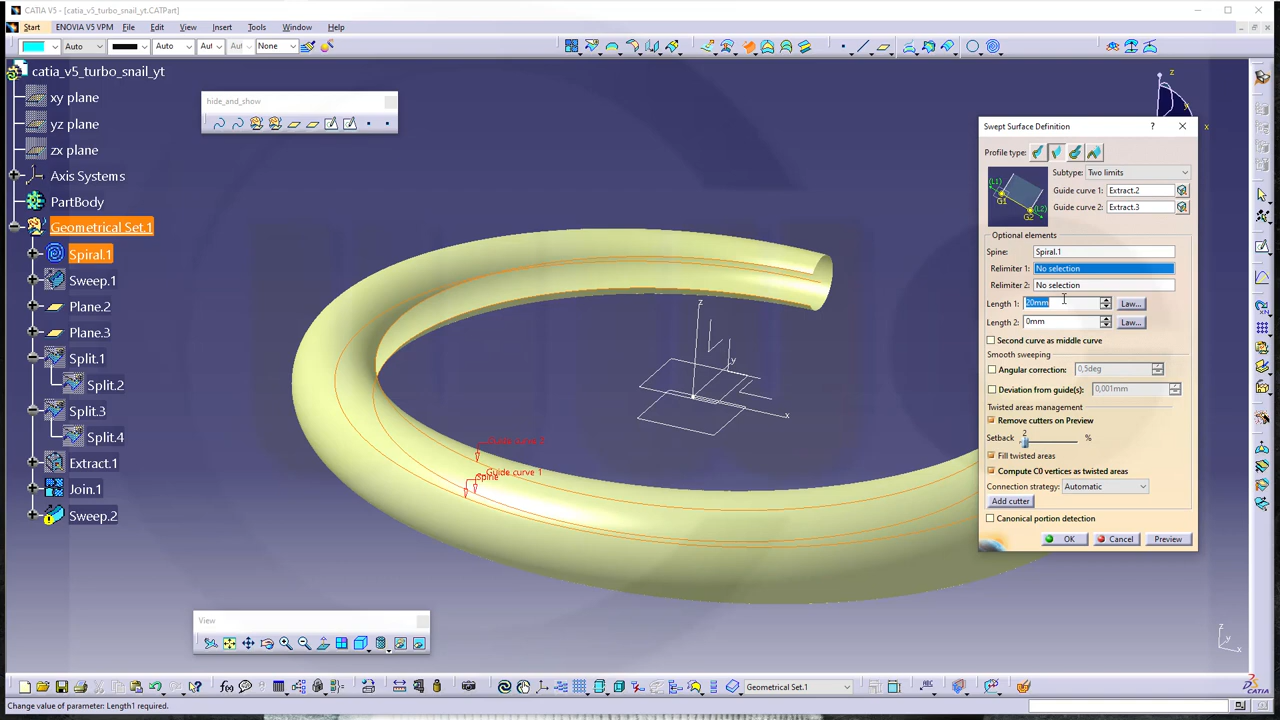 CATIA V5 - [catia_v5_turbo_snail_yt.CATPart]
Start ENOVIA V5 VPM File Edit View Insert Tools Window Help
Auto Auto Aut Aut None
catia_v5_turbo_snail_yt
xy plane
yz plane
zx plane
Axis Systems
PartBody
Geometrical Set.1
Spiral.1
Sweep.1
Plane.2
Plane.3
Split.1
Split.2
Split.3
Split.4
Extract.1
Join.1
Sweep.2
hide_and_show
Guide curve 1
Spine
z
y
x
z
y
x
Swept Surface Definition ?
Profile type:
Subtype: Two limits
(L1)
G1
(L2)
G2
Guide curve 1: Extract.2
Guide curve 2: Extract.3
Optional elements
Spine: Spiral.1
Relimiter 1: No selection
Relimiter 2: No selection
Length 1: 20mm Law...
Length 2: 0mm Law...
Second curve as middle curve
Smooth sweeping
Angular correction: 0,5deg
Deviation from guide(s): 0,001mm
Twisted areas management
Remove cutters on Preview
Setback 2 %
Fill twisted areas
Compute C0 vertices as twisted areas
Connection strategy: Automatic
Add cutter
Canonical portion detection
OK Cancel Preview
View
z
y
x
Geometrical Set.1
Change value of parameter: Length1 required.